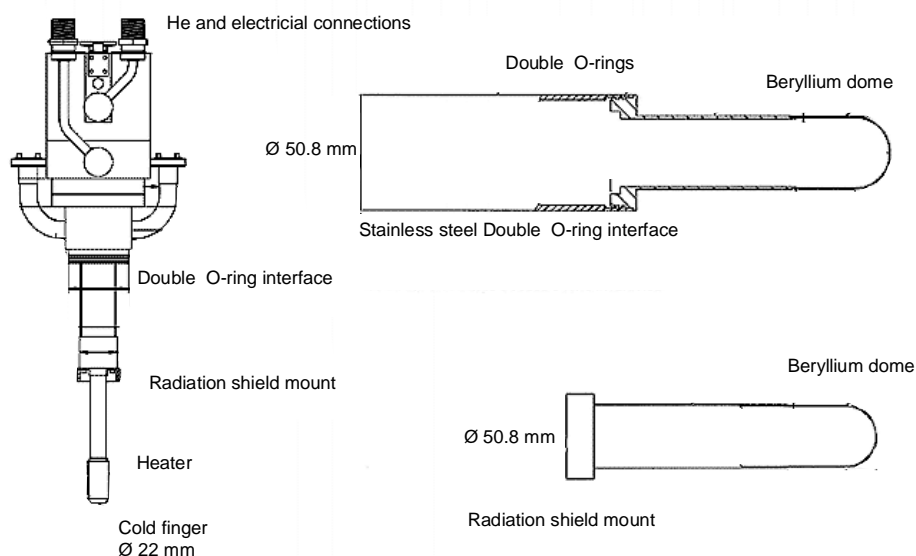 He and electricial connections
Double O-rings
Beryllium dome
Ø 50.8 mm
Stainless steel Double O-ring interface
Double O-ring interface
Radiation shield mount
Beryllium dome
Ø 50.8 mm
Heater
Radiation shield mount
Cold finger
Ø 22 mm